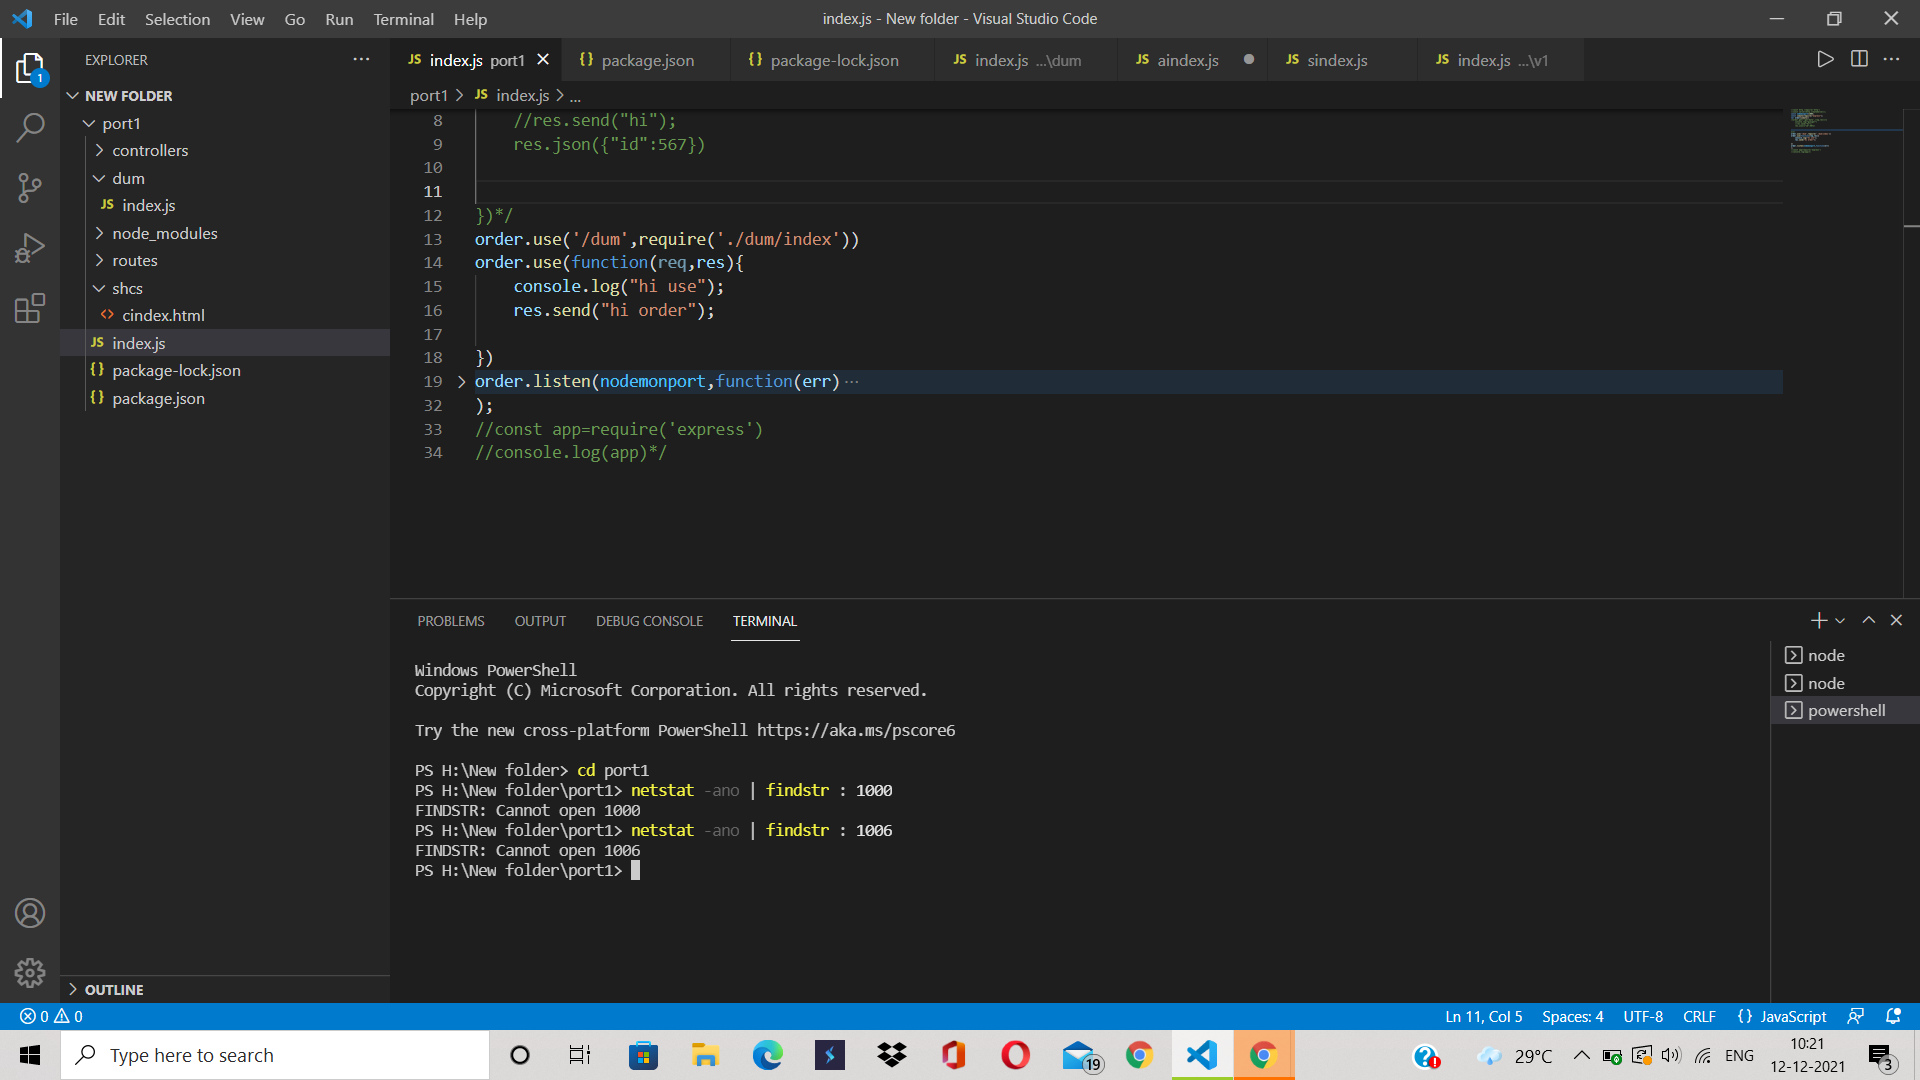 File Edit Selection View Go Run Terminal Help
index.js - New folder - Visual Studio Code
EXPLORER
1
NEW FOLDER
port1
controllers
dum
JS index.js
node_modules
routes
shcs
<> cindex.html
JS index.js
{} package-lock.json
{} package.json
OUTLINE
JS index.js port1
{} package.json
{} package-lock.json
JS index.js ...\dum
JS aindex.js
JS sindex.js
JS index.js ...\v1
port1 > JS index.js > ...
8 //res.send("hi");
9 res.json({"id":567})
10
11
12 })*/
13 order.use('/dum',require('./dum/index'))
14 order.use(function(req,res){
15 console.log("hi use");
16 res.send("hi order");
17
18 })
19 order.listen(nodemonport,function(err) ...
32 );
33 //const app=require('express')
34 //console.log(app)*/
PROBLEMS OUTPUT DEBUG CONSOLE TERMINAL
Windows PowerShell
Copyright (C) Microsoft Corporation. All rights reserved.
Try the new cross-platform PowerShell https://aka.ms/pscore6
PS H:\New folder> cd port1
PS H:\New folder\port1> netstat -ano | findstr : 1000
FINDSTR: Cannot open 1000
PS H:\New folder\port1> netstat -ano | findstr : 1006
FINDSTR: Cannot open 1006
PS H:\New folder\port1>
node
node
powershell
0 0
Ln 11, Col 5 Spaces: 4 UTF-8 CRLF {} JavaScript
Type here to search
19
29°C
ENG
10:21
12-12-2021
3